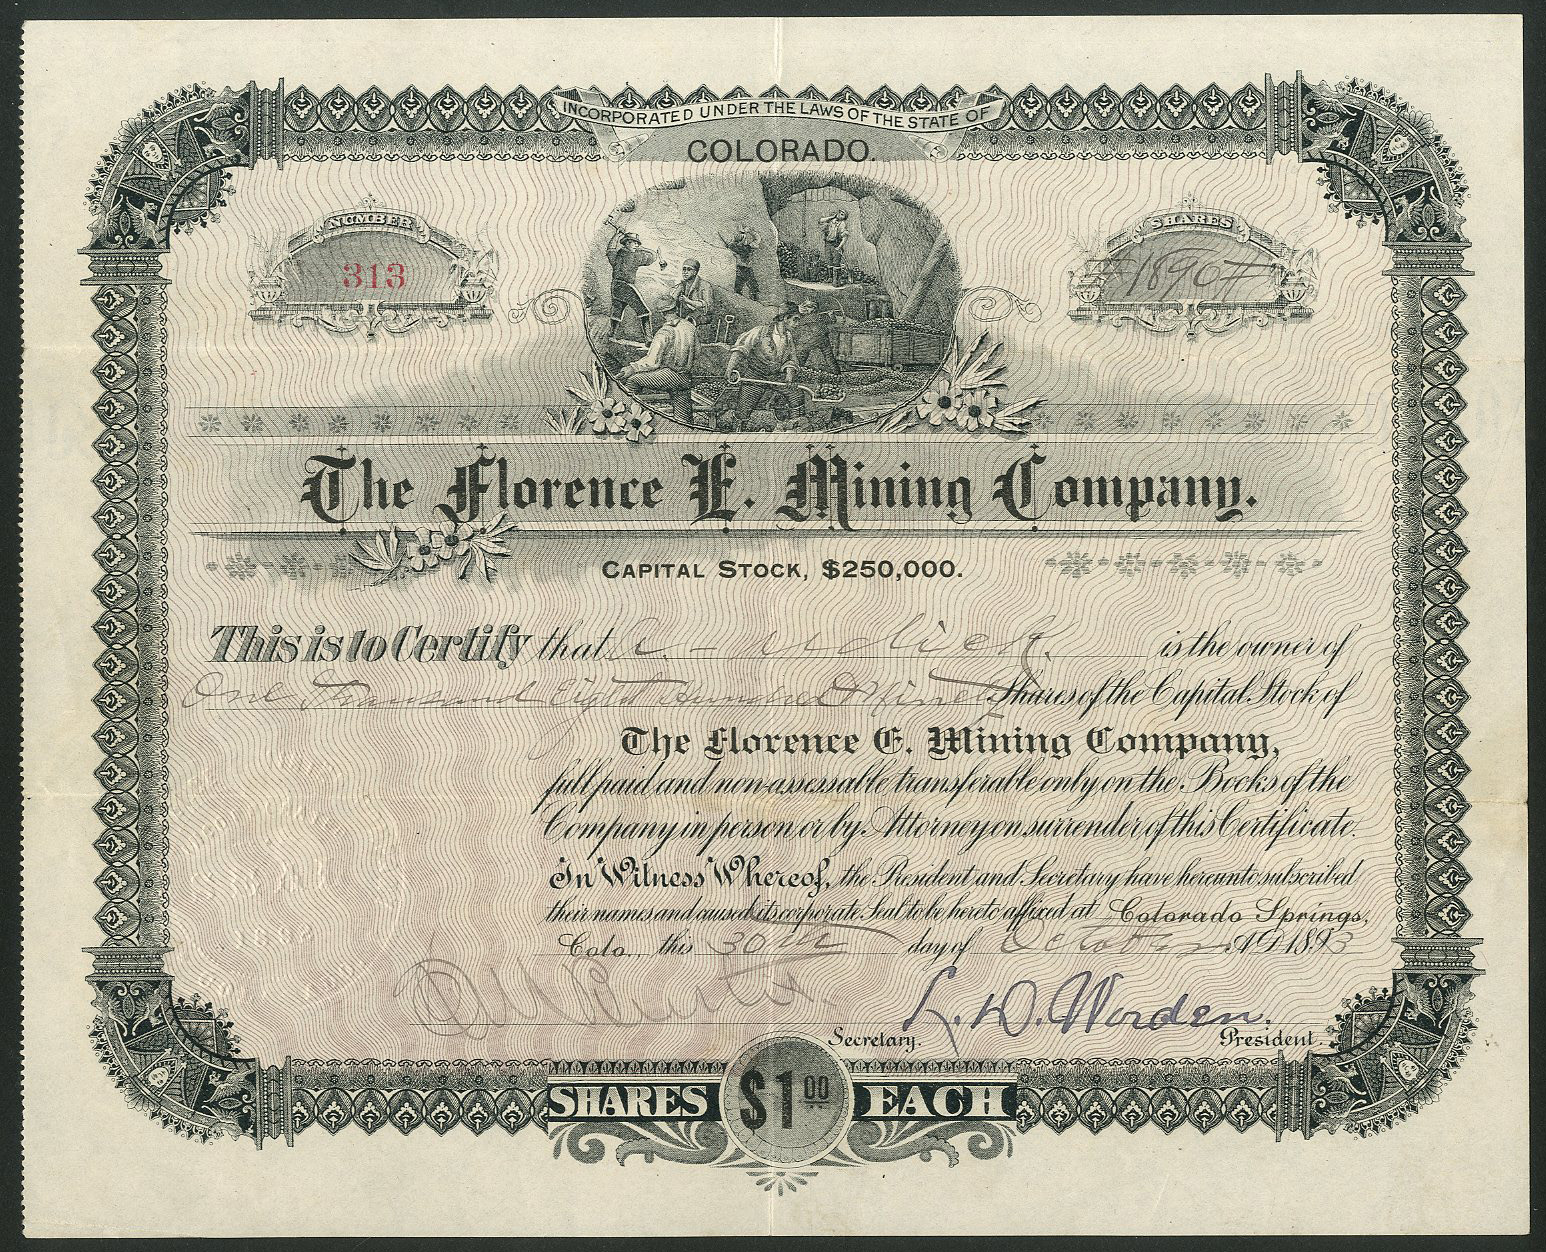 INCORPORATED UNDER THE LAWS OF THE STATE OF
COLORADO.
NUMBER
313
SHARES
1890
The Florence E. Mining Company.
CAPITAL STOCK, $250,000.
This is to Certify that is the owner of
One Thousand Eight Hundred & Ninety Shares of the Capital Stock of
The Florence E. Mining Company,
full paid and non-assessable transferable only on the Books of the
Company in person or by Attorney on surrender of this Certificate.
In Witness Whereof, the President and Secretary have hereunto subscribed
their names and caused its corporate Seal to be hereto affixed at Colorado Springs,
Colo., this 30th day of October A.D. 1893
L. D. Worden.
Secretary. President.
SHARES $1.00 EACH